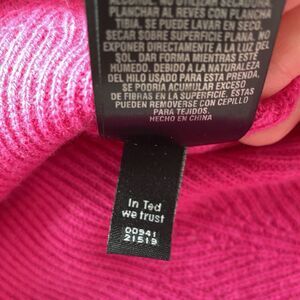 PLANCHAR AL REVÉS CON PLANCHA
TIBIA. SE PUEDE LAVAR EN SECO.
SECAR SOBRE SUPERFICIE PLANA. NO
EXPONER DIRECTAMENTE A LA LUZ DEL
SOL. DAR FORMA MIENTRAS ESTÉ
HÚMEDO. DEBIDO A LA NATURALEZA
DEL HILO USADO PARA ESTA PRENDA,
SE PODRÍA ACUMULAR EXCESO
DE FIBRAS EN LA SUPERFICIE, ESTAS
PUEDEN REMOVERSE CON CEPILLO
PARA TEJIDOS.
HECHO EN CHINA
In Ted
we trust
00941
21519